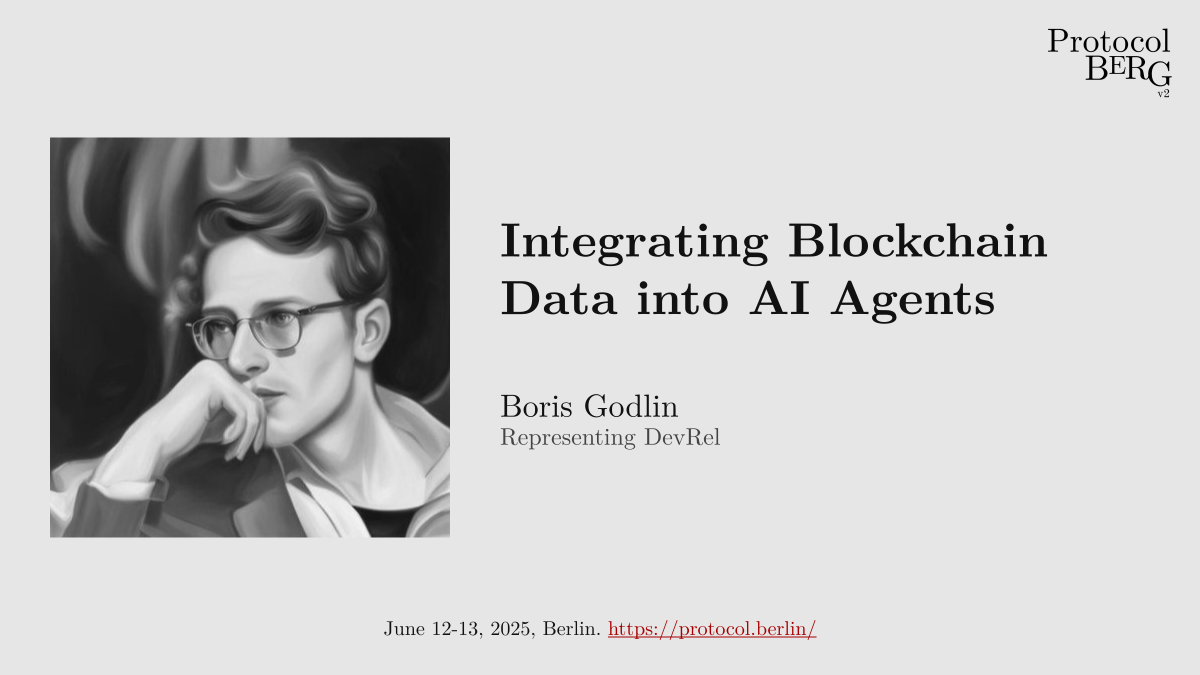 Protocol
BERG
v2
Integrating Blockchain
Data into AI Agents
Boris Godlin
Representing DevRel
June 12-13, 2025, Berlin. https://protocol.berlin/